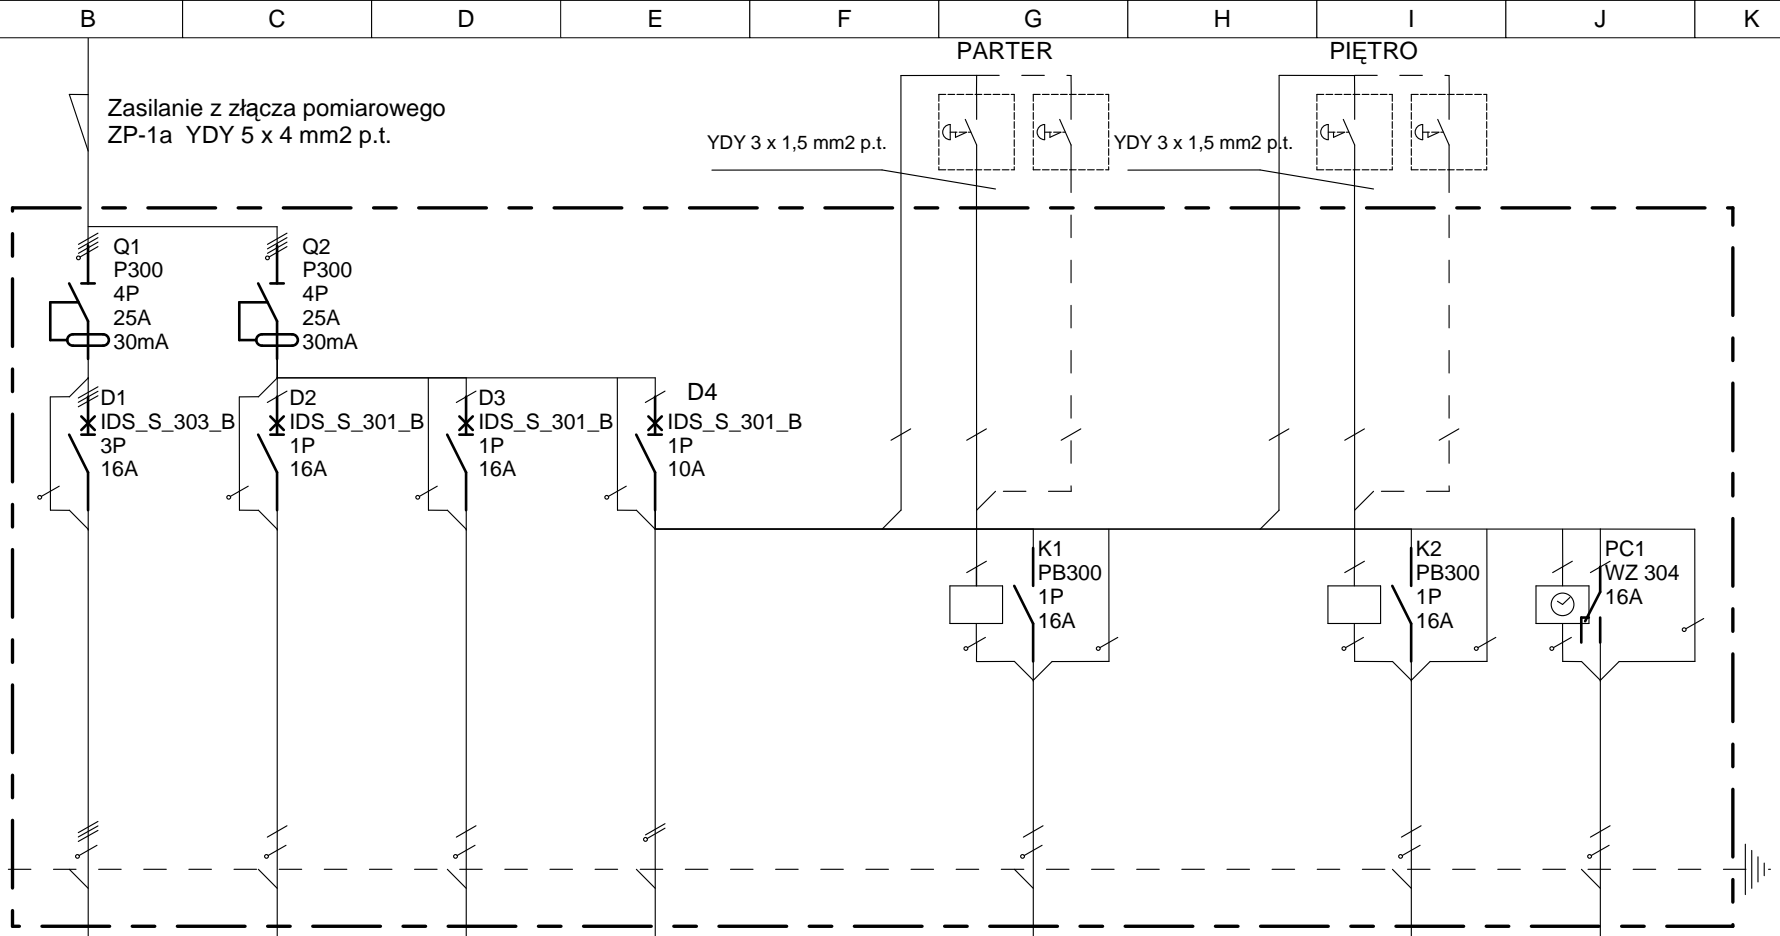 B C D E F G H I J K
PARTER
PIĘTRO
Zasilanie z złącza pomiarowego
ZP-1a YDY 5 x 4 mm2 p.t.
YDY 3 x 1,5 mm2 p.t.
YDY 3 x 1,5 mm2 p.t.
Q1
P300
4P
25A
30mA
Q2
P300
4P
25A
30mA
D1
IDS_S_303_B
3P
16A
D2
IDS_S_301_B
1P
16A
D3
IDS_S_301_B
1P
16A
D4
IDS_S_301_B
1P
10A
K1
PB300
1P
16A
K2
PB300
1P
16A
PC1
WZ 304
16A